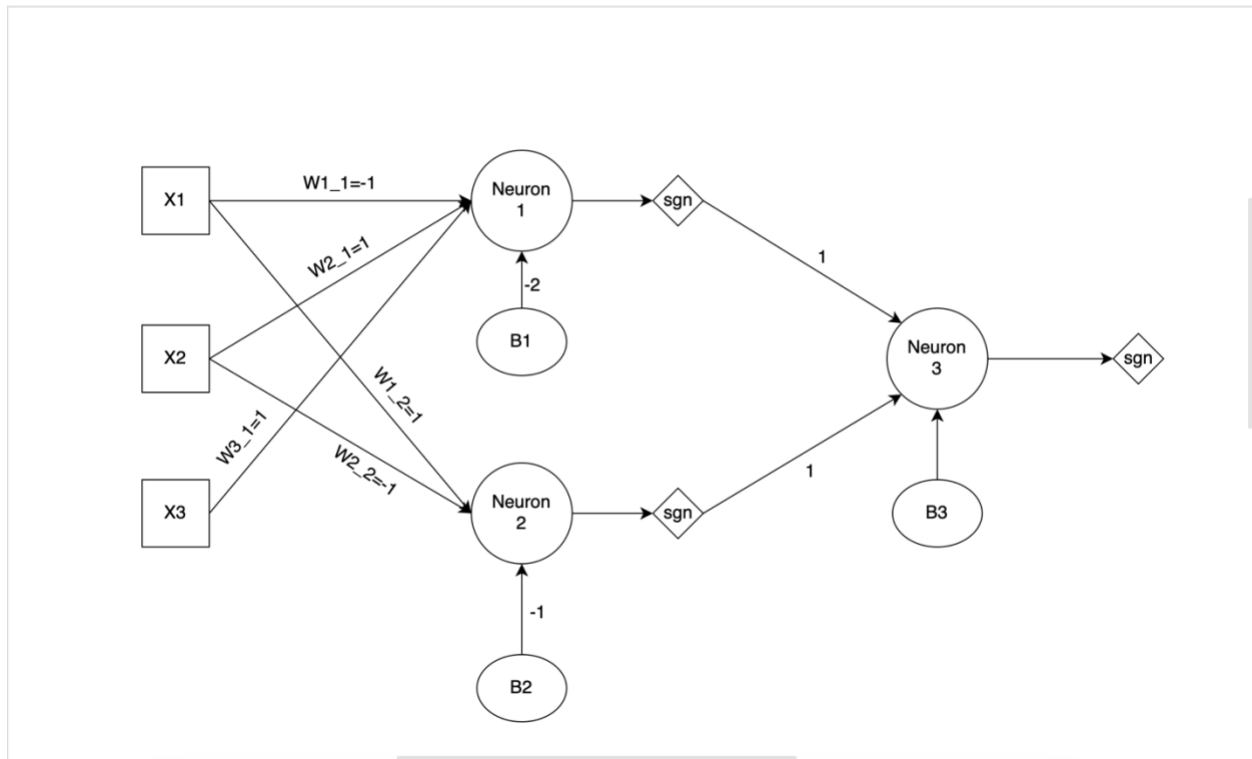 X1
W1_1=-1
Neuron
1
sgn
W2_1=1
1
-2
X2
B1
Neuron
3
sgn
W1_2=1
W3_1=1
W2_2=-1
1
X3
Neuron
2
sgn
B3
-1
B2